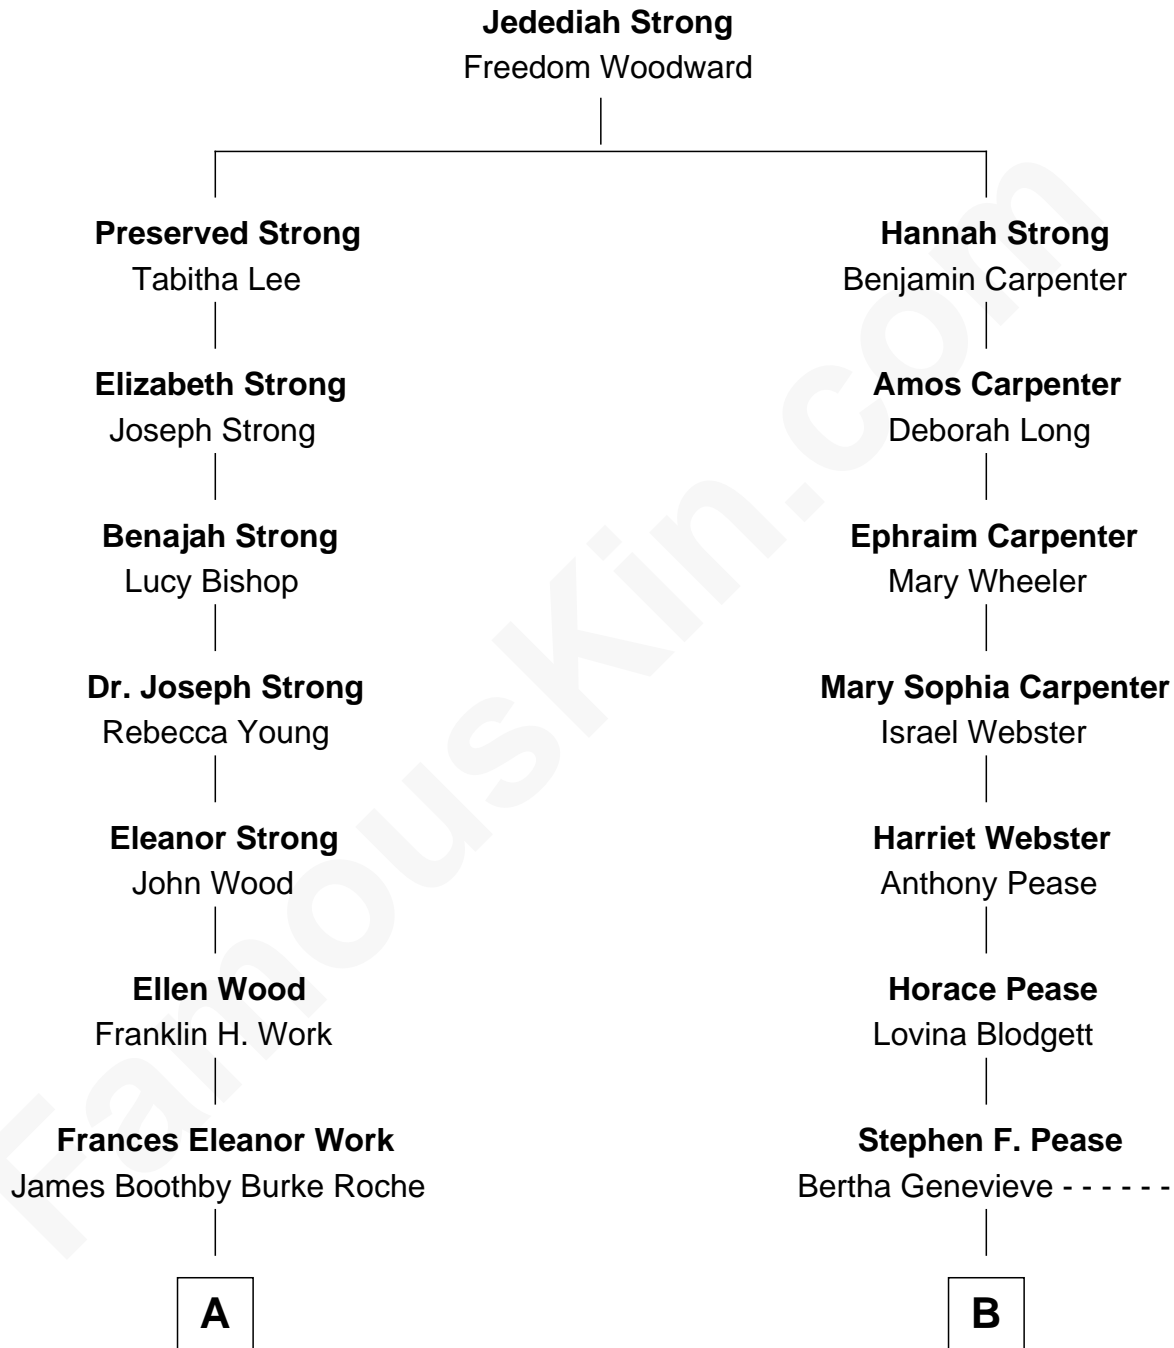 Jedediah Strong
Freedom Woodward
Preserved Strong
Tabitha Lee
Hannah Strong
Benjamin Carpenter
Elizabeth Strong
Joseph Strong
Amos Carpenter
Deborah Long
Benajah Strong
Lucy Bishop
Ephraim Carpenter
Mary Wheeler
Dr. Joseph Strong
Rebecca Young
Mary Sophia Carpenter
Israel Webster
Eleanor Strong
John Wood
Harriet Webster
Anthony Pease
Ellen Wood
Franklin H. Work
Horace Pease
Lovina Blodgett
Frances Eleanor Work
James Boothby Burke Roche
Stephen F. Pease
Bertha Genevieve - - - - - -
A
B
FamousKin.com